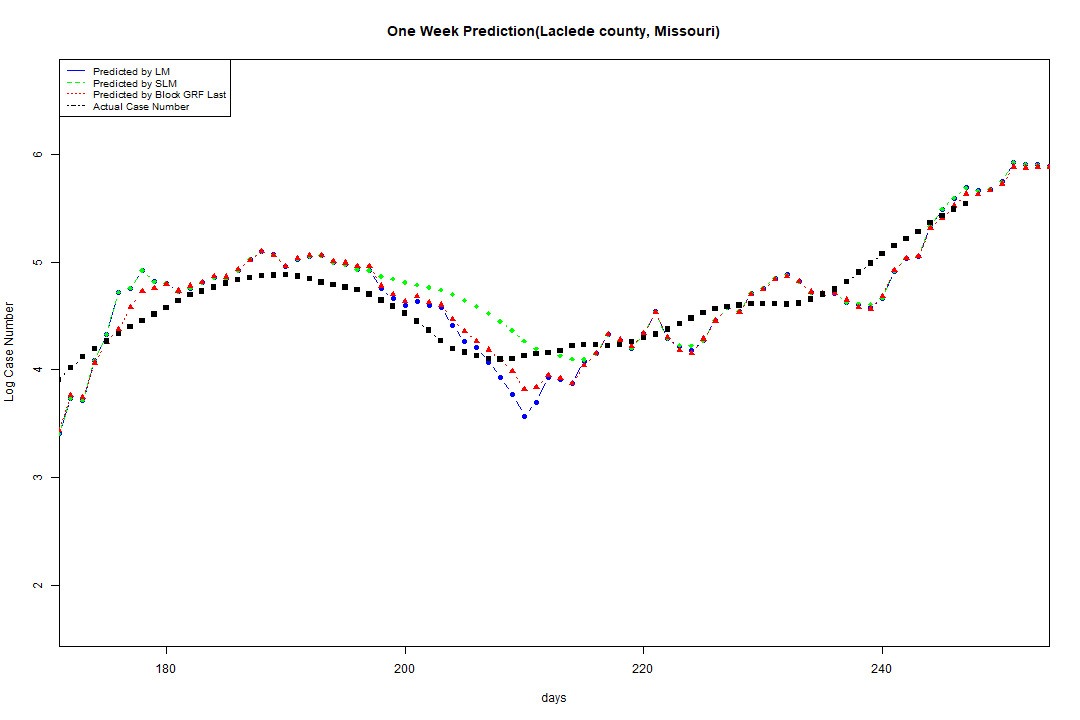 One Week Prediction(Laclede county, Missouri)
Predicted by LM
Predicted by SLM
Predicted by Block GRF Last
Actual Case Number
6
5
4
3
2
Log Case Number
180 200 220 240
days